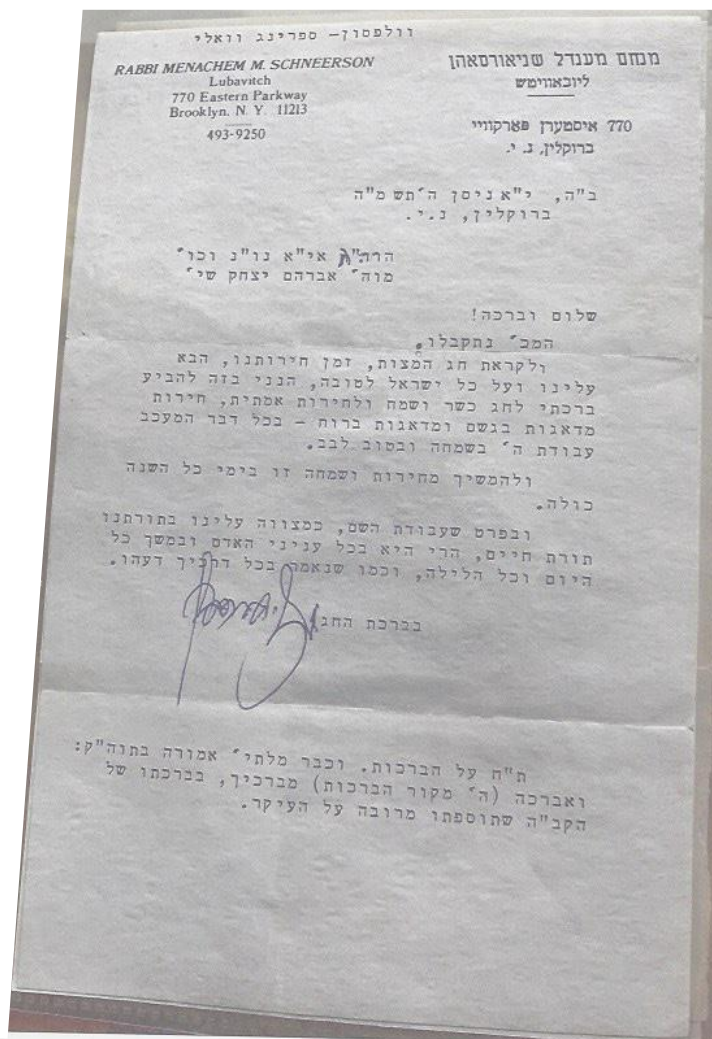 וולפסון- ספרינג וואלי
RABBI MENACHEM M. SCHNEERSON
Lubavitch
770 Eastern Parkway
Brooklyn, N. Y. 11213
493-9250
מנחם מענדל שניאורסאהן
ליובאוויטש
770 איסטערן פארקוויי
ברוקלין, נ. י.
ב"ה, י"א ניסן ה'תשמ"ה
ברוקלין, נ.י.
אי"א נו"נ וכו'
מוה' אברהם יצחק שי'
שלום וברכה!
המכ' נתקבלו.
ולקראת חג המצות, זמן חירותנו, הבא
עלינו ועל כל ישראל לטובה, הנני בזה להביע
ברכתי לחג כשר ושמח ולחירות אמתית, חירות
מדאגות בגשם ומדאגות ברוח - בכל דבר המעכב
עבודת ה' בשמחה ובטוב לבב.
ולהמשיך מחירות ושמחה זו בימי כל השנה
כולה.
ובפרט שעבודת השם, כמצווה עלינו בתורתנו
תורת חיים, הרי היא בכל עניני האדם ובמשך כל
היום וכל הלילה, וכמו שנאמר בכל דרכיך דעהו.
בברכת החג
ת"ח על הברכות. וכבר מלתי' אמורה בתוה"ק:
ואברכה (ה' מקור הברכות) מברכיך, בברכתו של
הקב"ה שתוספתו מרובה על העיקר.